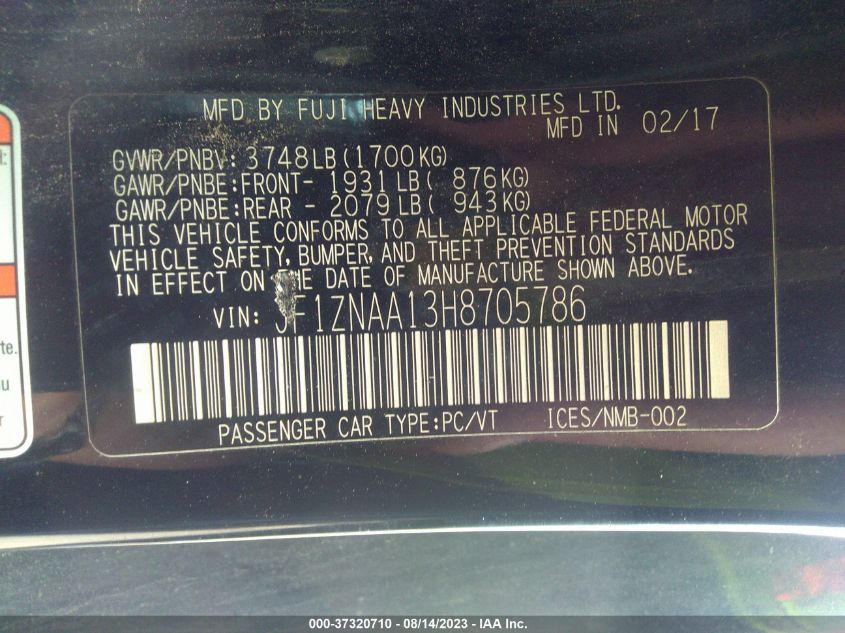 MFD BY FUJI HEAVY INDUSTRIES LTD.
MFD IN 02/17
GVWR/PNBV: 3748LB (1700KG)
GAWR/PNBE:FRONT- 1931 LB ( 876KG)
GAWR/PNBE:REAR - 2079 LB ( 943KG)
THIS VEHICLE CONFORMS TO ALL APPLICABLE FEDERAL MOTOR
VEHICLE SAFETY, BUMPER, AND THEFT PREVENTION STANDARDS
IN EFFECT ON THE DATE OF MANUFACTURE SHOWN ABOVE.
VIN: JF1ZNAA13H8705786
PASSENGER CAR TYPE:PC/VT ICES/NMB-002
te.
r
000-37320710 - 08/14/2023 - IAA Inc.